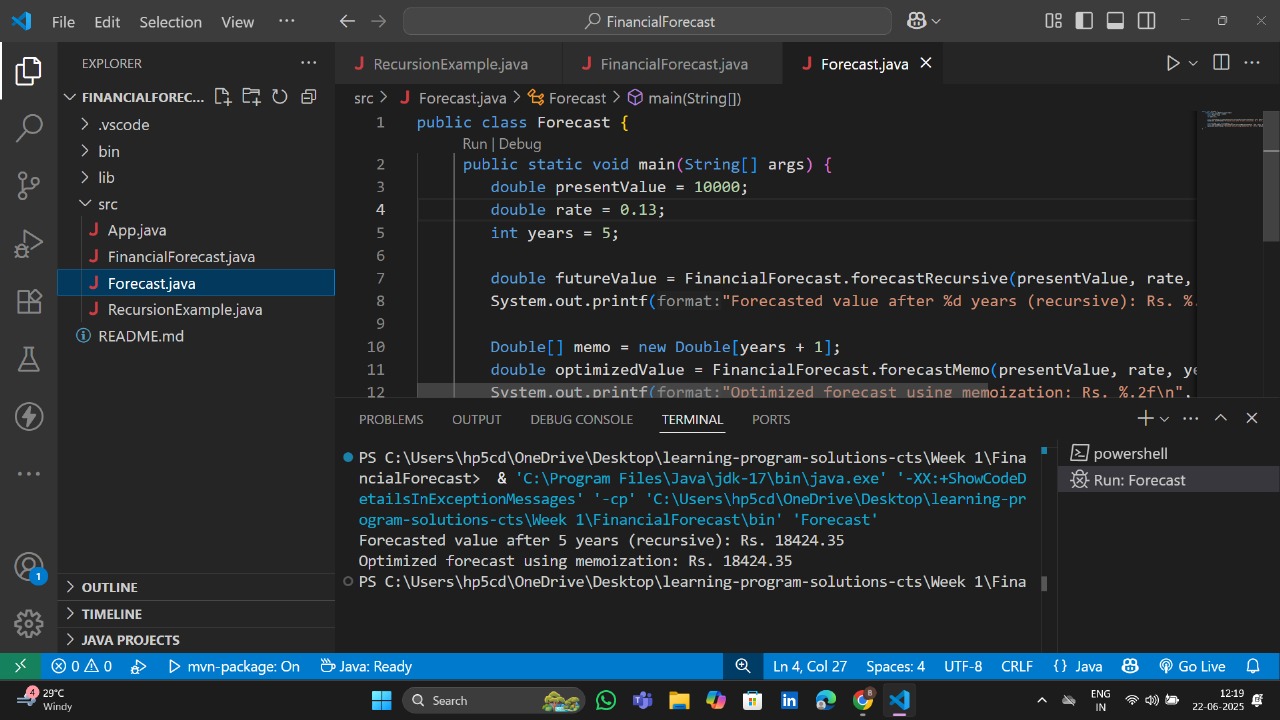 File Edit Selection View ··· FinancialForecast
EXPLORER ···
FINANCIALFOREC...
.vscode
bin
lib
src
App.java
FinancialForecast.java
Forecast.java
RecursionExample.java
README.md
OUTLINE
TIMELINE
JAVA PROJECTS
RecursionExample.java FinancialForecast.java Forecast.java
src > Forecast.java > Forecast > main(String[])
1 public class Forecast {
Run | Debug
2 public static void main(String[] args) {
3 double presentValue = 10000;
4 double rate = 0.13;
5 int years = 5;
6
7 double futureValue = FinancialForecast.forecastRecursive(presentValue, rate,
8 System.out.printf(format:"Forecasted value after %d years (recursive): Rs. %.
9
10 Double[] memo = new Double[years + 1];
11 double optimizedValue = FinancialForecast.forecastMemo(presentValue, rate, ye
12 System.out.printf(format:"Optimized forecast using memoization: Rs. %.2f\n",
PROBLEMS OUTPUT DEBUG CONSOLE TERMINAL PORTS
PS C:\Users\hp5cd\OneDrive\Desktop\learning-program-solutions-cts\Week 1\Fina
ncialForecast> & 'C:\Program Files\Java\jdk-17\bin\java.exe' '-XX:+ShowCodeD
etailsInExceptionMessages' '-cp' 'C:\Users\hp5cd\OneDrive\Desktop\learning-pr
ogram-solutions-cts\Week 1\FinancialForecast\bin' 'Forecast'
Forecasted value after 5 years (recursive): Rs. 18424.35
Optimized forecast using memoization: Rs. 18424.35
PS C:\Users\hp5cd\OneDrive\Desktop\learning-program-solutions-cts\Week 1\Fina
powershell
Run: Forecast
1
0 0 mvn-package: On Java: Ready Ln 4, Col 27 Spaces: 4 UTF-8 CRLF {} Java Go Live
4 29°C
Windy
Search
8
ENG
IN
12:19
22-06-2025